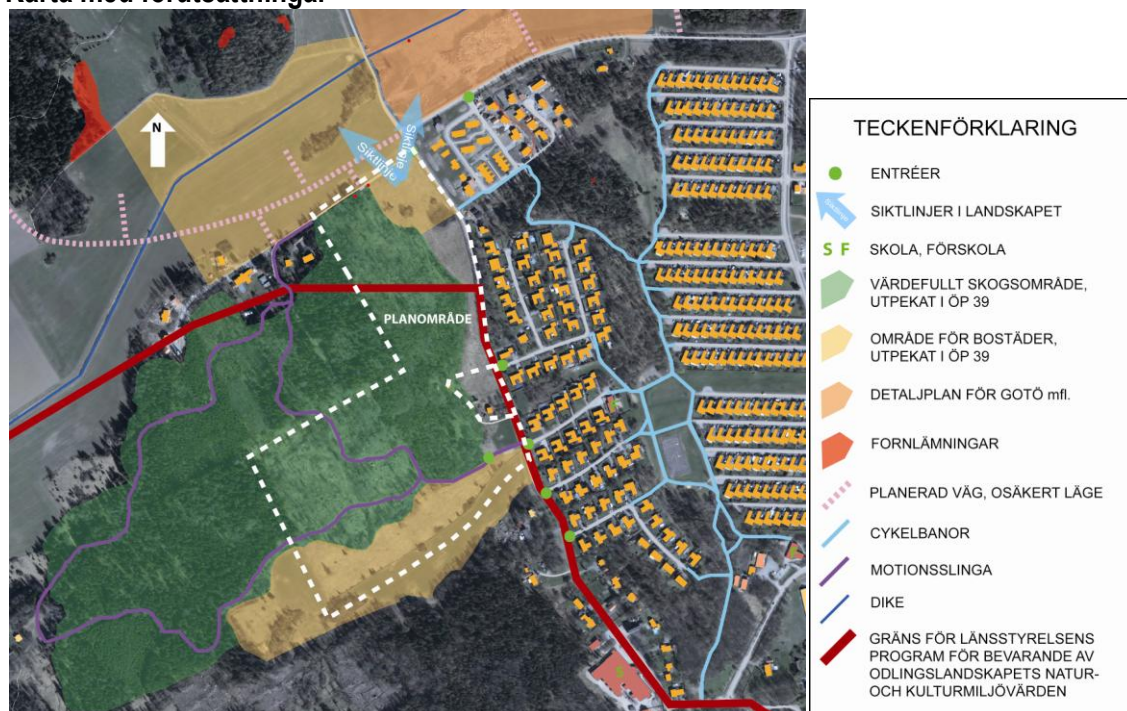 Karta med förutsättningar
N
Siktlinje
Siktlinje
PLANOMRÅDE
S
TECKENFÖRKLARING
ENTRÉER
Siktlinje
SIKTLINJER I LANDSKAPET
S F
SKOLA, FÖRSKOLA
VÄRDEFULLT SKOGSOMRÅDE,
UTPEKAT I ÖP 39
OMRÅDE FÖR BOSTÄDER,
UTPEKAT I ÖP 39
DETALJPLAN FÖR GOTÖ mfl.
FORNLÄMNINGAR
PLANERAD VÄG, OSÄKERT LÄGE
CYKELBANOR
MOTIONSSLINGA
DIKE
GRÄNS FÖR LÄNSSTYRELSENS
PROGRAM FÖR BEVARANDE AV
ODLINGSLANDSKAPETS NATUR-
OCH KULTURMILJÖVÄRDEN